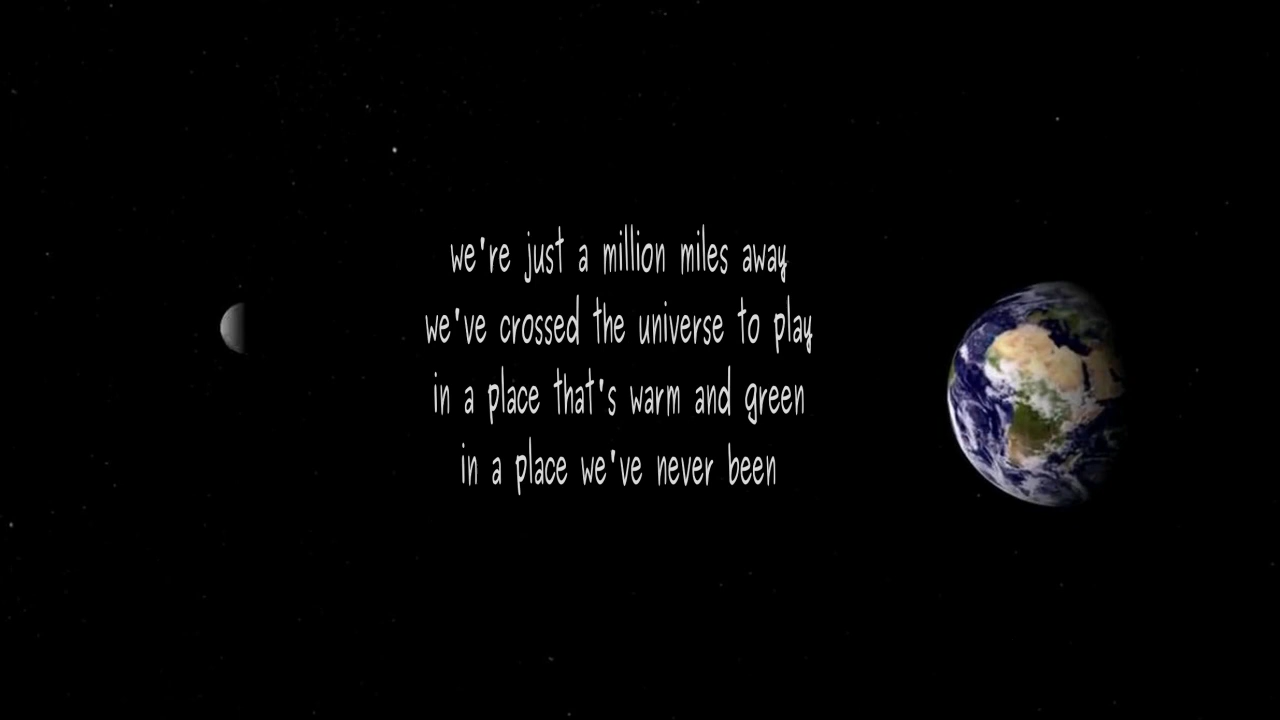 we're just a million miles away
we've crossed the universe to play
in a place that's warm and green
in a place we've never been